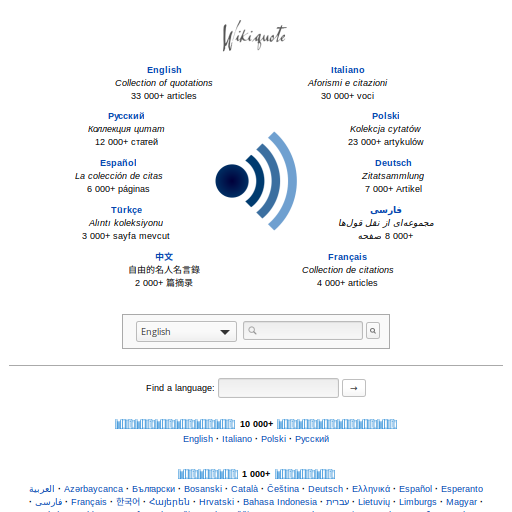 Wikiquote
English
Collection of quotations
33 000+ articles
Italiano
Aforismi e citazioni
30 000+ voci
Русский
Коллекция цитат
12 000+ статей
Polski
Kolekcja cytatów
23 000+ artykułów
Español
La colección de citas
6 000+ páginas
Deutsch
Zitatsammlung
7 000+ Artikel
Türkçe
Alıntı koleksiyonu
3 000+ sayfa mevcut
فارسی
مجموعه‌ای از نقل قول‌ها
8 000+ صفحه
中文
自由的名人名言錄
2 000+ 篇摘录
Français
Collection de citations
4 000+ articles
English
Find a language:
→
10 000+
English · Italiano · Polski · Русский
1 000+
العربية · Azərbaycanca · Български · Bosanski · Català · Čeština · Deutsch · Ελληνικά · Español · Esperanto
· فارسی · Français · 한국어 · Հայերեն · Hrvatski · Bahasa Indonesia · עברית · Lietuvių · Limburgs · Magyar ·